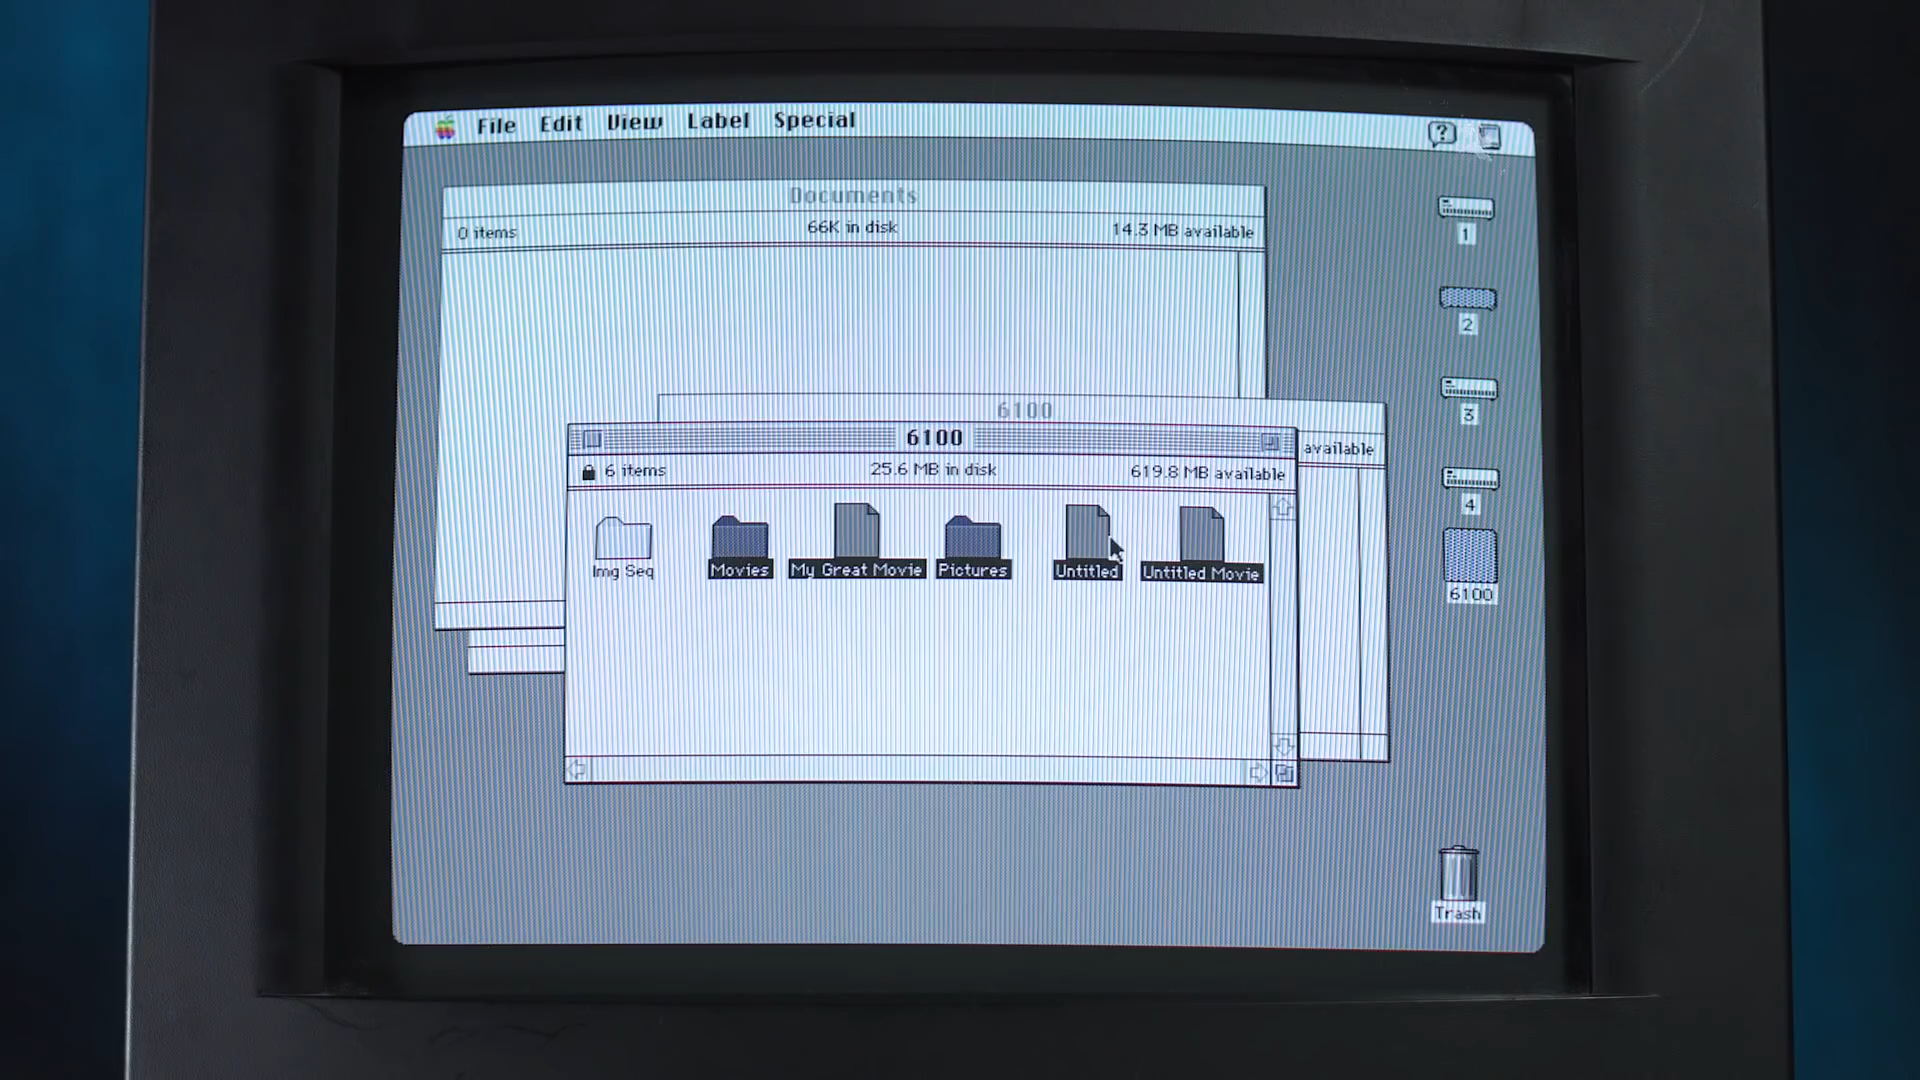 File Edit View Label Special
Documents
0 items 66K in disk 14.3 MB available
1
2
3
4
6100
6100
available
6100
6 items 25.6 MB in disk 619.8 MB available
Img Seq Movies My Great Movie Pictures Untitled Untitled Movie
Trash